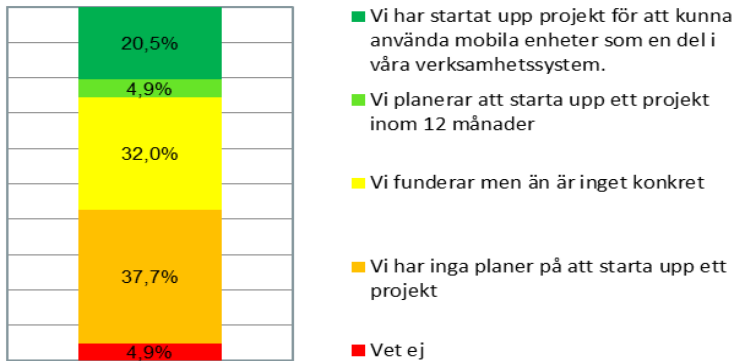 20,5%
4,9%
32,0%
37,7%
4,9%
Vi har startat upp projekt för att kunna
använda mobila enheter som en del i
våra verksamhetssystem.
Vi planerar att starta upp ett projekt
inom 12 månader
Vi funderar men än är inget konkret
Vi har inga planer på att starta upp ett
projekt
Vet ej